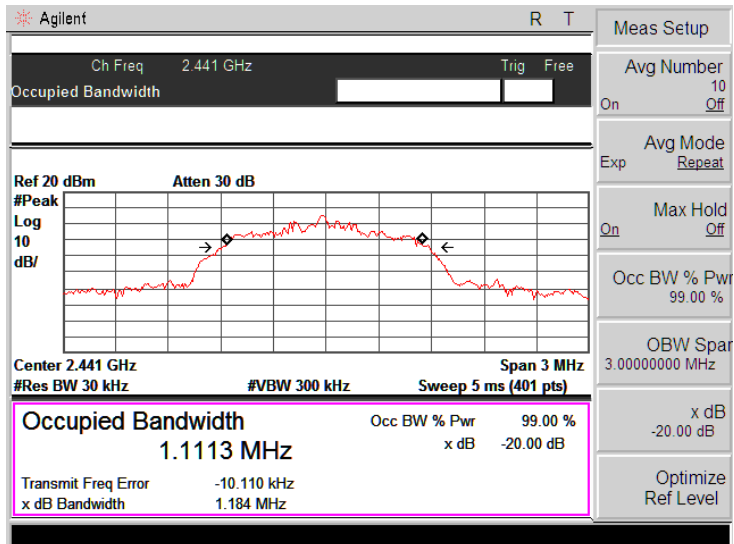 Agilent R T
Ch Freq 2.441 GHz Trig Free
Occupied Bandwidth
Ref 20 dBm Atten 30 dB
#Peak
Log
10
dB/
Center 2.441 GHz Span 3 MHz
#Res BW 30 kHz #VBW 300 kHz Sweep 5 ms (401 pts)
Occupied Bandwidth Occ BW % Pwr 99.00 %
1.1113 MHz x dB -20.00 dB
Transmit Freq Error -10.110 kHz
x dB Bandwidth 1.184 MHz
Meas Setup
Avg Number
10
On Off
Avg Mode
Exp Repeat
Max Hold
On Off
Occ BW % Pwr
99.00 %
OBW Span
3.00000000 MHz
x dB
-20.00 dB
Optimize
Ref Level